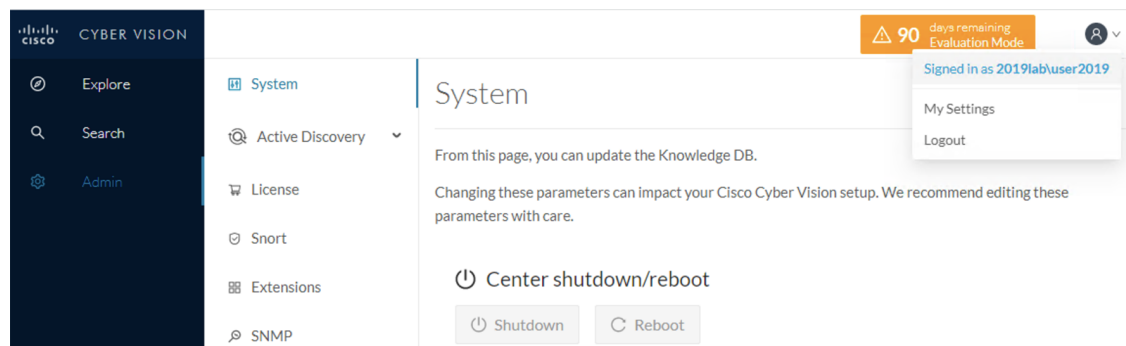 CISCO CYBER VISION
90 days remaining
Evaluation Mode
Signed in as 2019lab\user2019
My Settings
Logout
Explore
Search
Admin
System
Active Discovery
License
Snort
Extensions
SNMP
System
From this page, you can update the Knowledge DB.
Changing these parameters can impact your Cisco Cyber Vision setup. We recommend editing these
parameters with care.
Center shutdown/reboot
Shutdown
Reboot